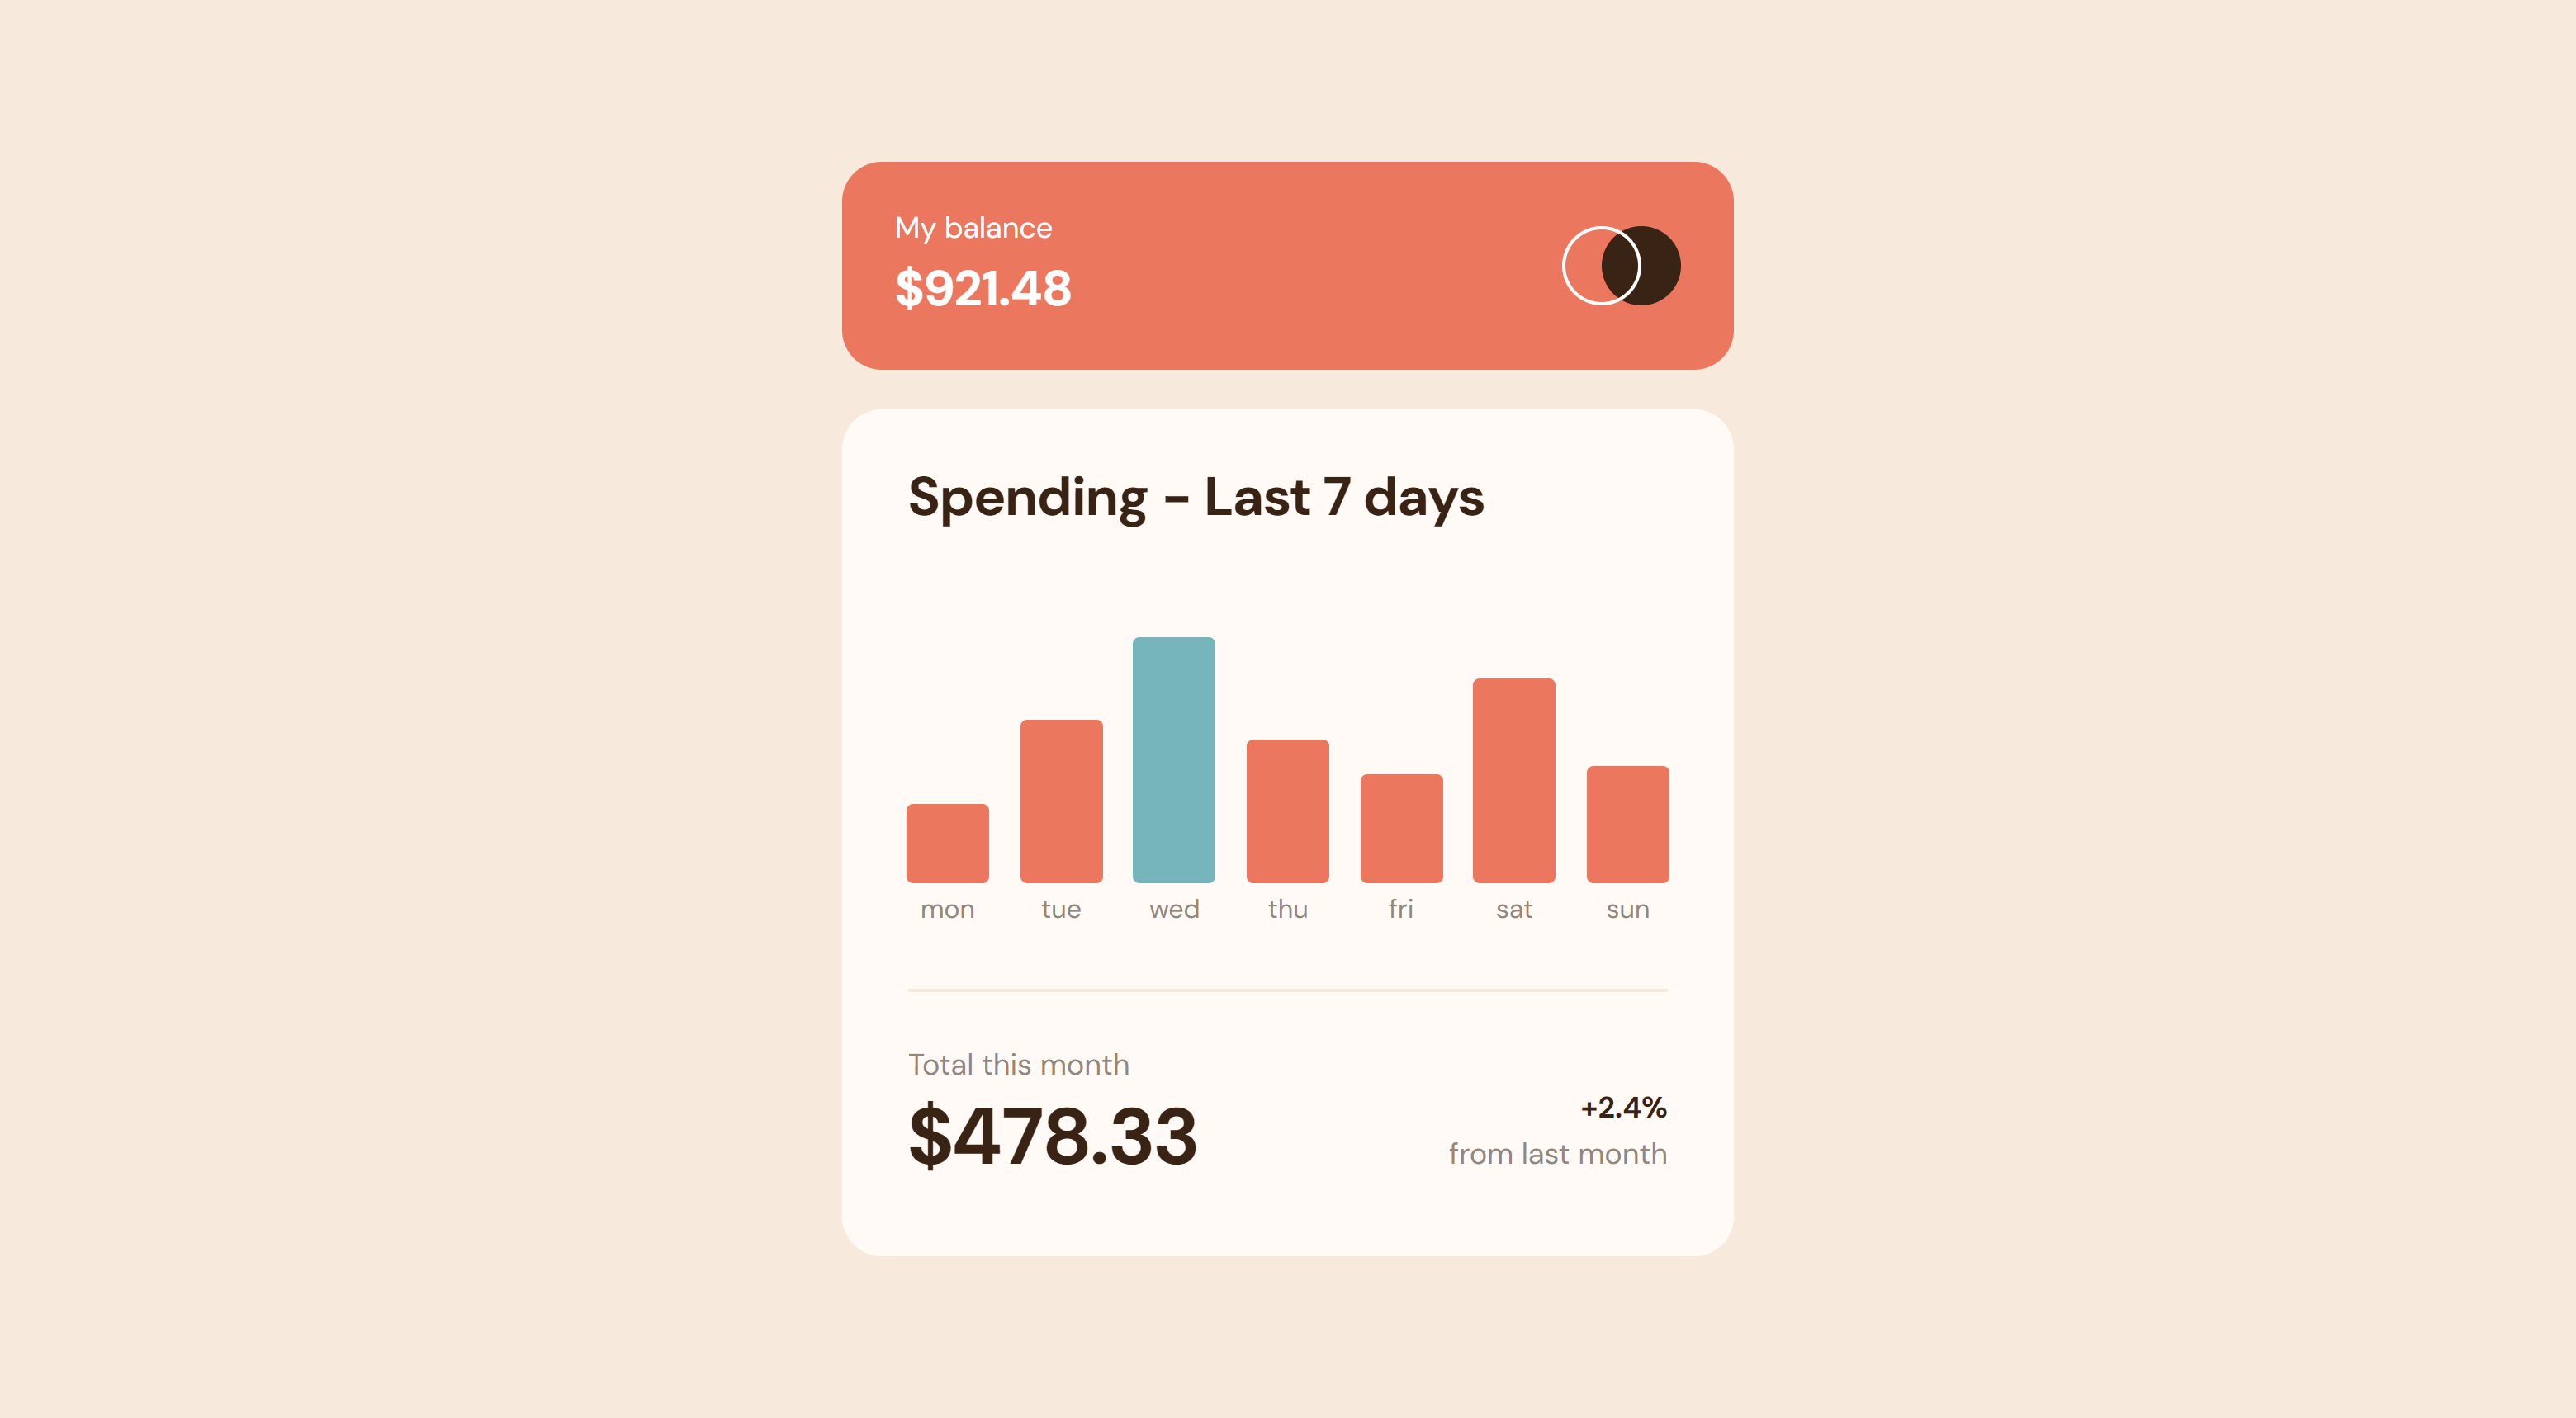 My balance
$921.48
Spending - Last 7 days
mon tue wed thu fri sat sun
Total this month
$478.33
+2.4%
from last month